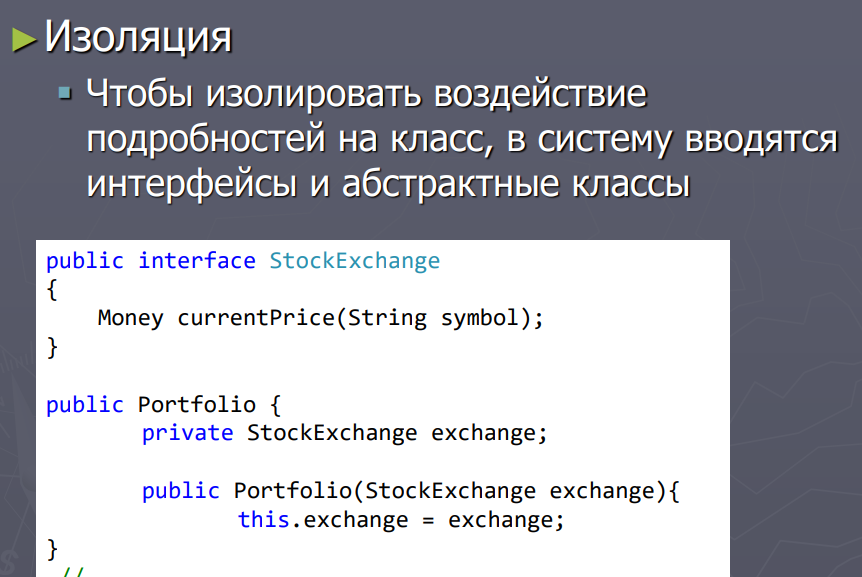 Изоляция
Чтобы изолировать воздействие
подробностей на класс, в систему вводятся
интерфейсы и абстрактные классы
public interface StockExchange
{
Money currentPrice(String symbol);
}
public Portfolio {
private StockExchange exchange;
public Portfolio(StockExchange exchange){
this.exchange = exchange;
}
//